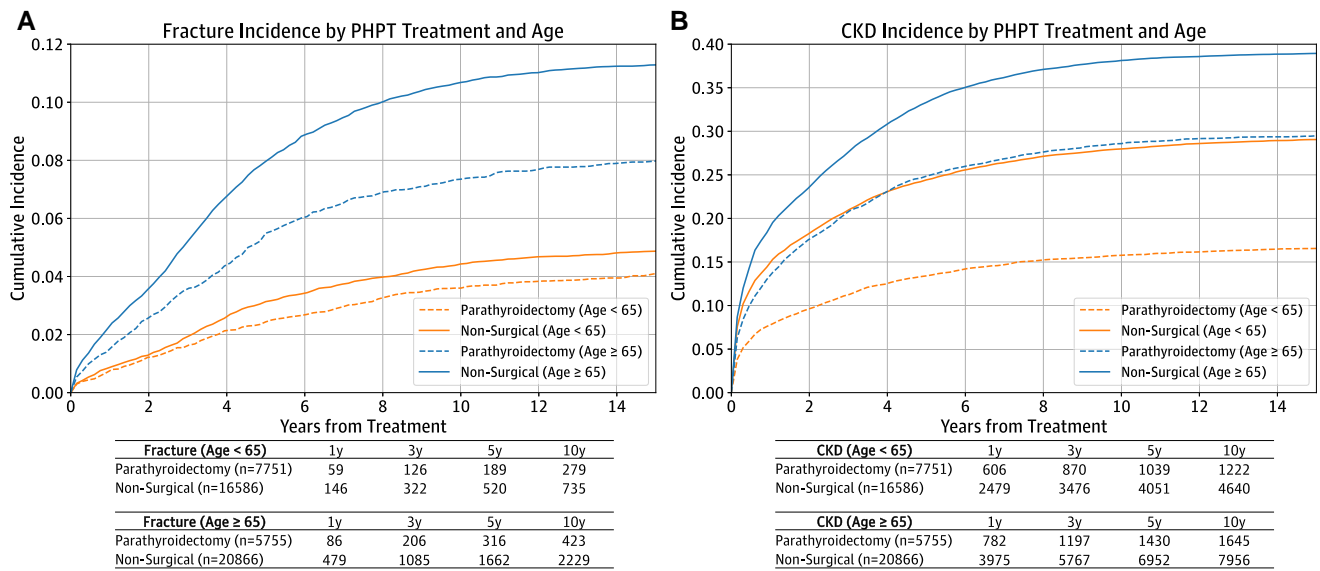 A
Fracture Incidence by PHPT Treatment and Age
Cumulative Incidence
0.12
0.10
0.08
0.06
0.04
0.02
0.00
Parathyroidectomy (Age < 65)
Non-Surgical (Age < 65)
Parathyroidectomy (Age ≥ 65)
Non-Surgical (Age ≥ 65)
0 2 4 6 8 10 12 14
Years from Treatment
Fracture (Age < 65) 1y 3y 5y 10y
Parathyroidectomy (n=7751) 59 126 189 279
Non-Surgical (n=16586) 146 322 520 735
Fracture (Age ≥ 65) 1y 3y 5y 10y
Parathyroidectomy (n=5755) 86 206 316 423
Non-Surgical (n=20866) 479 1085 1662 2229
B
CKD Incidence by PHPT Treatment and Age
Cumulative Incidence
0.40
0.35
0.30
0.25
0.20
0.15
0.10
0.05
0.00
Parathyroidectomy (Age < 65)
Non-Surgical (Age < 65)
Parathyroidectomy (Age ≥ 65)
Non-Surgical (Age ≥ 65)
0 2 4 6 8 10 12 14
Years from Treatment
CKD (Age < 65) 1y 3y 5y 10y
Parathyroidectomy (n=7751) 606 870 1039 1222
Non-Surgical (n=16586) 2479 3476 4051 4640
CKD (Age ≥ 65) 1y 3y 5y 10y
Parathyroidectomy (n=5755) 782 1197 1430 1645
Non-Surgical (n=20866) 3975 5767 6952 7956